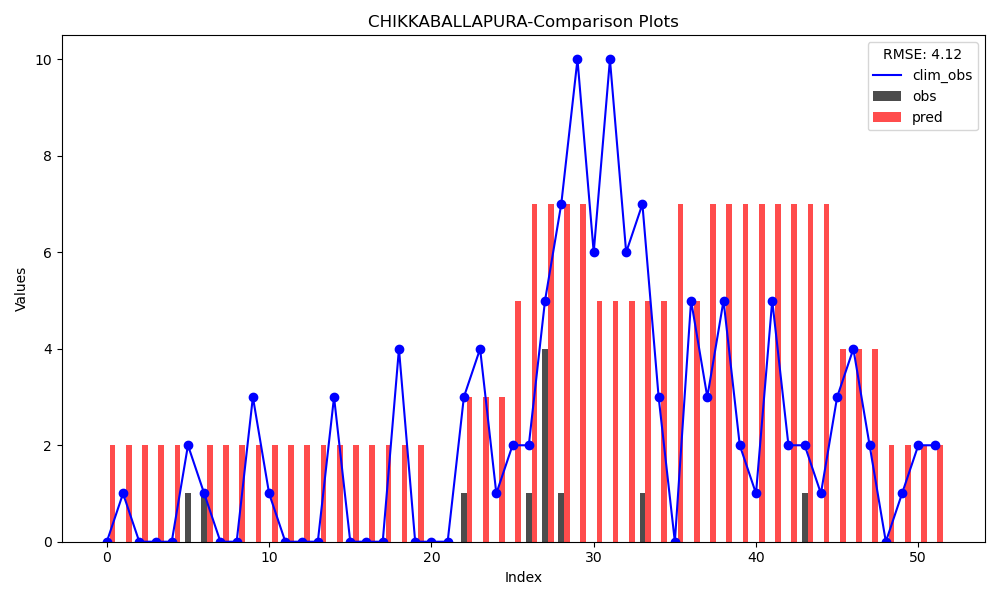 CHIKKABALLAPURA-Comparison Plots
RMSE: 4.12
clim_obs
obs
pred
Values
10
8
6
4
2
0
0 10 20 30 40 50
Index